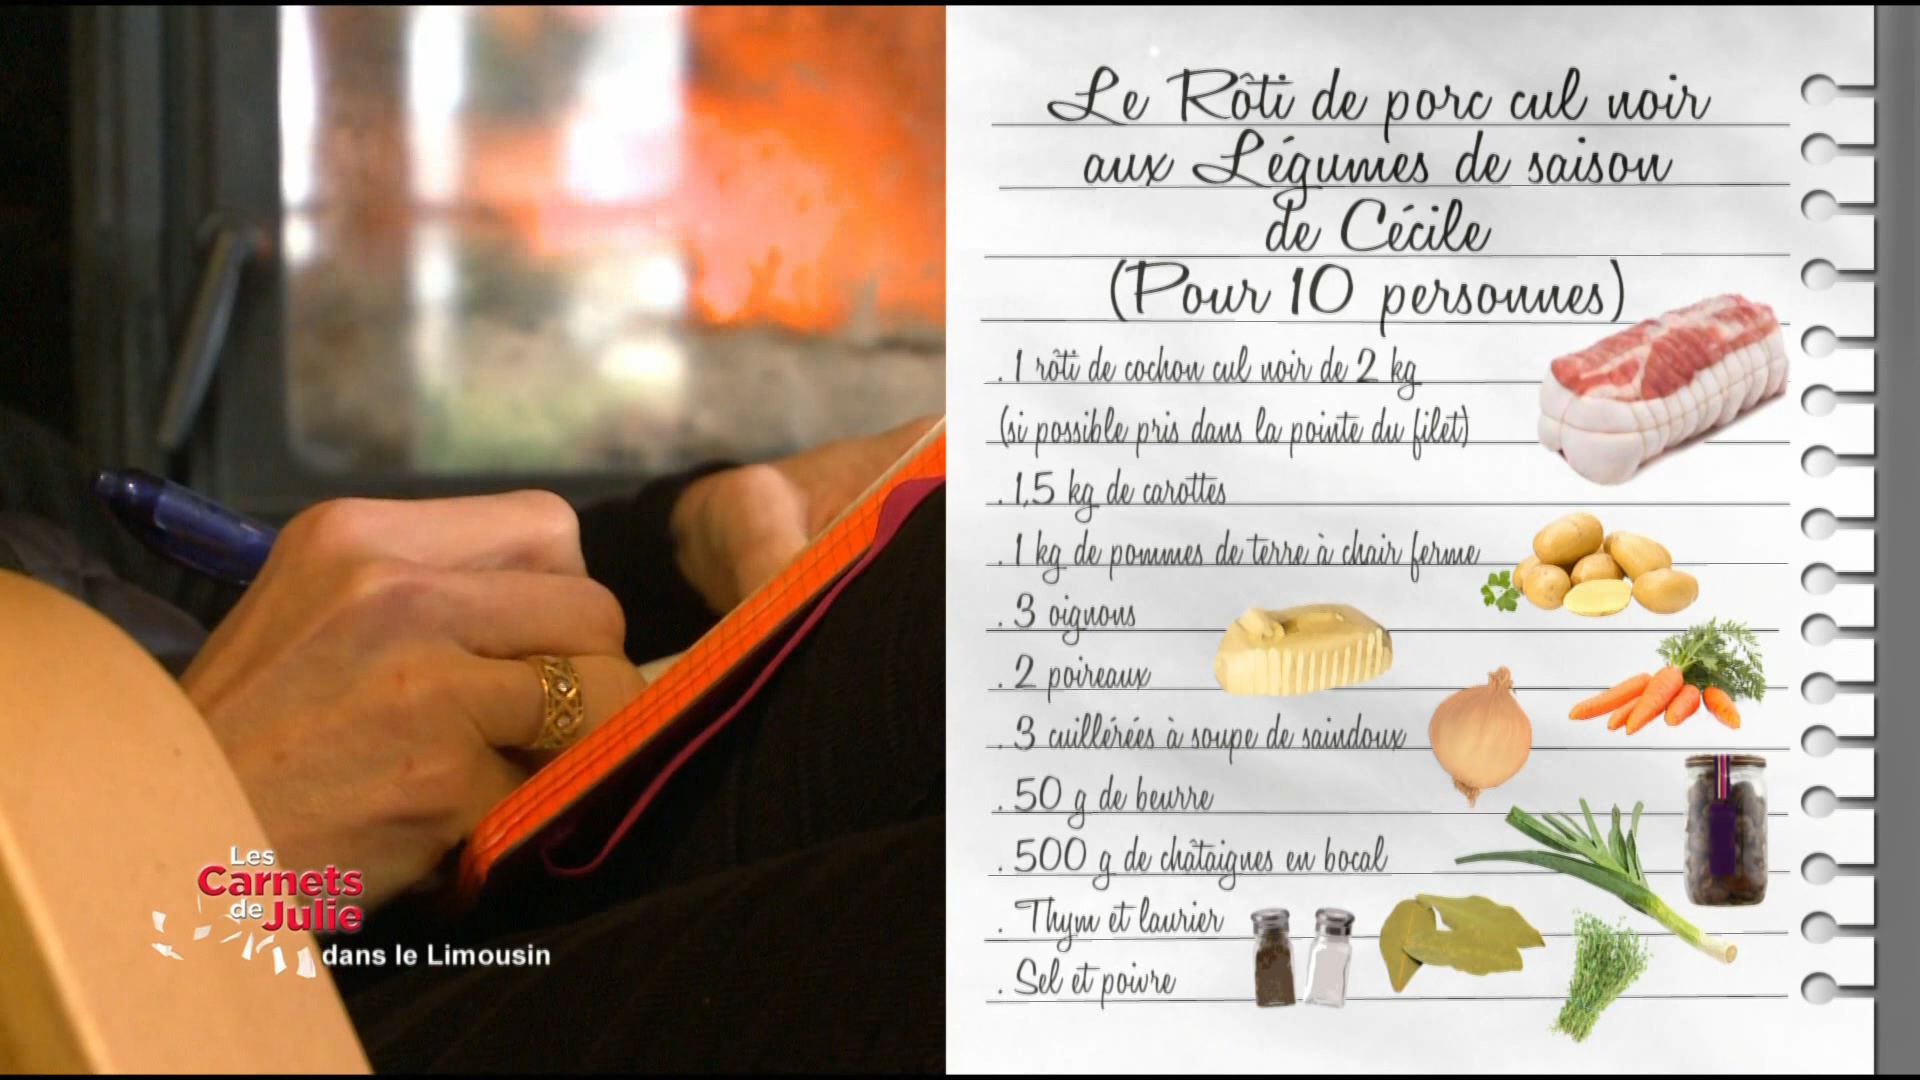 Le Rôti de porc cul noir
aux Légumes de saison
de Cécile
(Pour 10 personnes)
. 1 rôti de cochon cul noir de 2 kg
(si possible pris dans la pointe du filet)
. 1,5 kg de carottes
. 1 kg de pommes de terre à chair ferme
. 3 oignons
. 2 poireaux
. 3 cuillérées à soupe de saindoux
. 50 g de beurre
. 500 g de châtaignes en bocal
. Thym et laurier
. Sel et poivre
Les
Carnets
de Julie
dans le Limousin